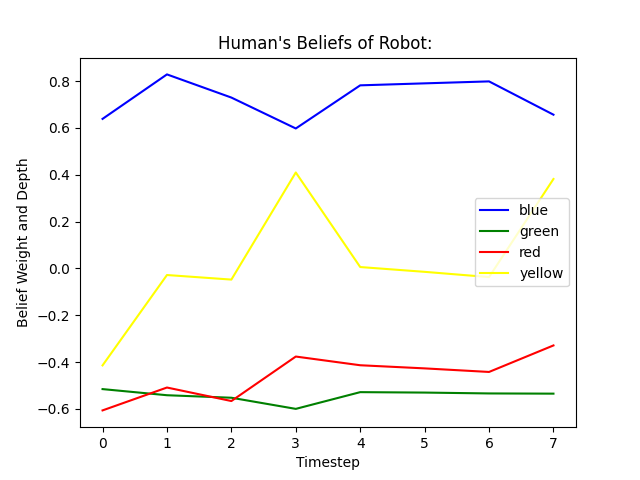 Human's Beliefs of Robot:
Belief Weight and Depth
0.8
0.6
0.4
0.2
0.0
−0.2
−0.4
−0.6
blue
green
red
yellow
0 1 2 3 4 5 6 7
Timestep